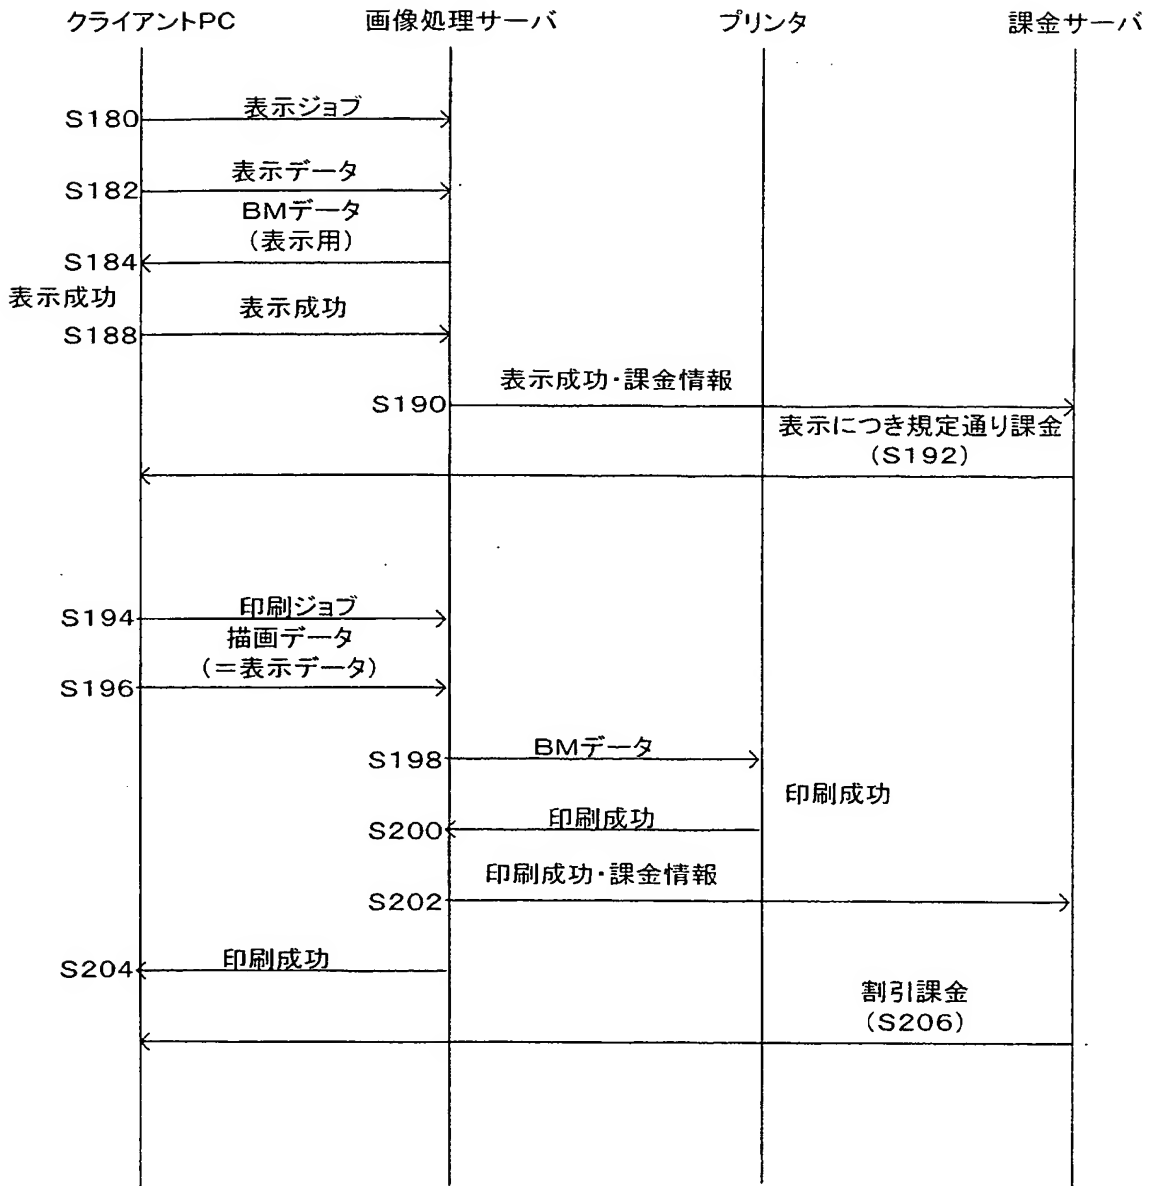 クライアントPC
画像処理サーバ
プリンタ
課金サーバ
S180
表示ジョブ
S182
表示データ
BMデータ
(表示用)
S184
表示成功
表示成功
S188
表示成功・課金情報
S190
表示につき規定通り課金
(S192)
S194
印刷ジョブ
描画データ
(=表示データ)
S196
S198
BMデータ
印刷成功
S200
印刷成功
印刷成功・課金情報
S202
S204
印刷成功
割引課金
(S206)